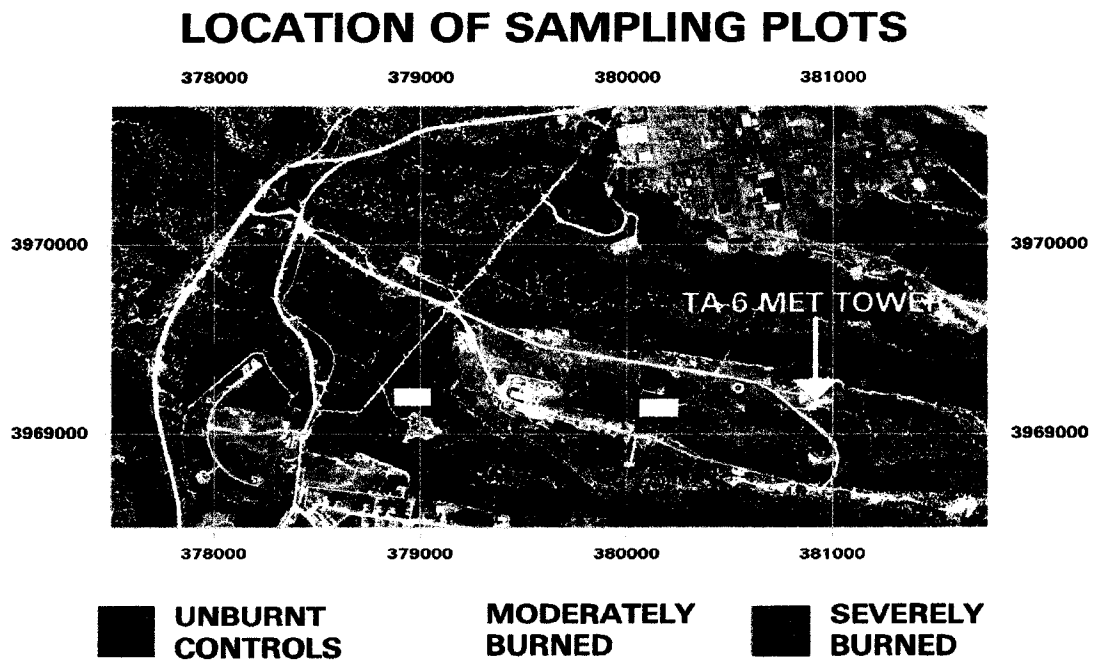 LOCATION OF SAMPLING PLOTS
378000 379000 380000 381000
3970000 3970000
TA-6 MET TOWER
3969000 3969000
378000 379000 380000 381000
UNBURNT
CONTROLS
MODERATELY
BURNED
SEVERELY
BURNED